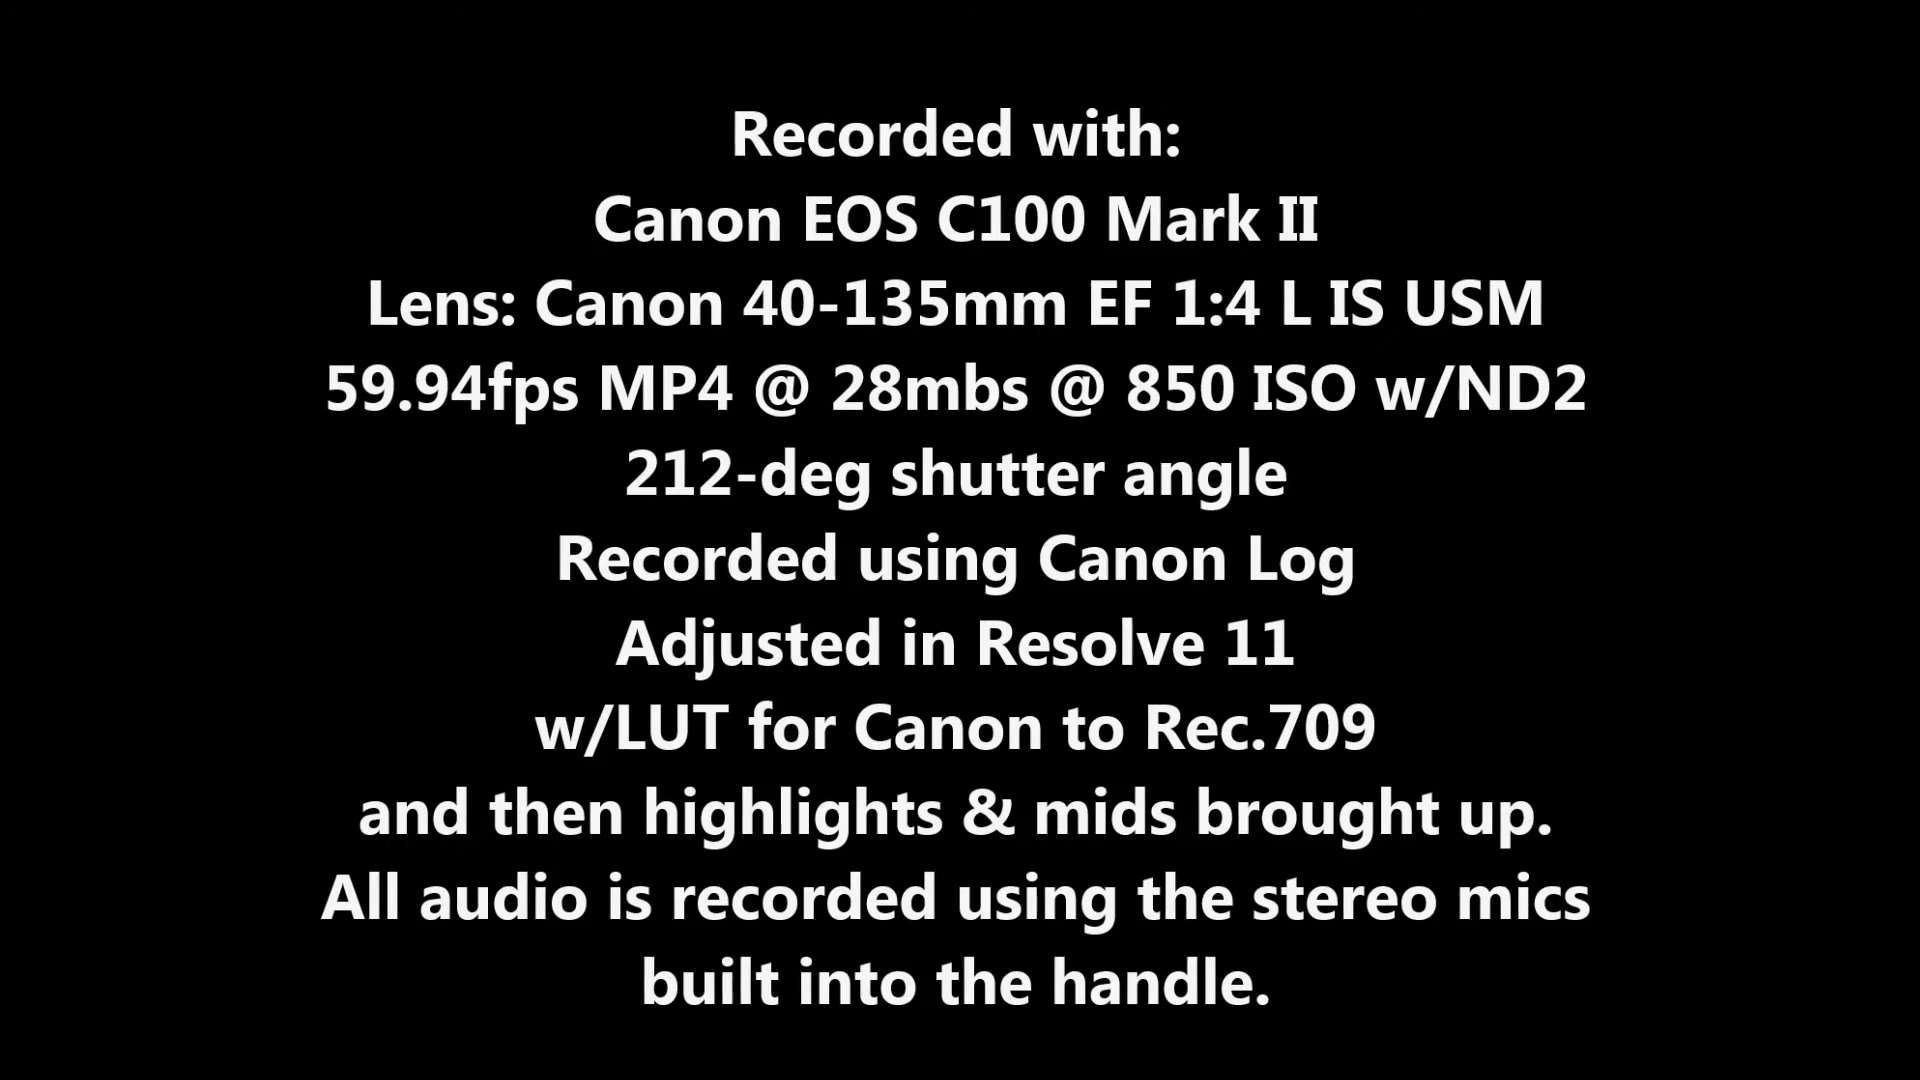 Recorded with:
Canon EOS C100 Mark II
Lens: Canon 40-135mm EF 1:4 L IS USM
59.94fps MP4 @ 28mbs @ 850 ISO w/ND2
212-deg shutter angle
Recorded using Canon Log
Adjusted in Resolve 11
w/LUT for Canon to Rec.709
and then highlights & mids brought up.
All audio is recorded using the stereo mics
built into the handle.